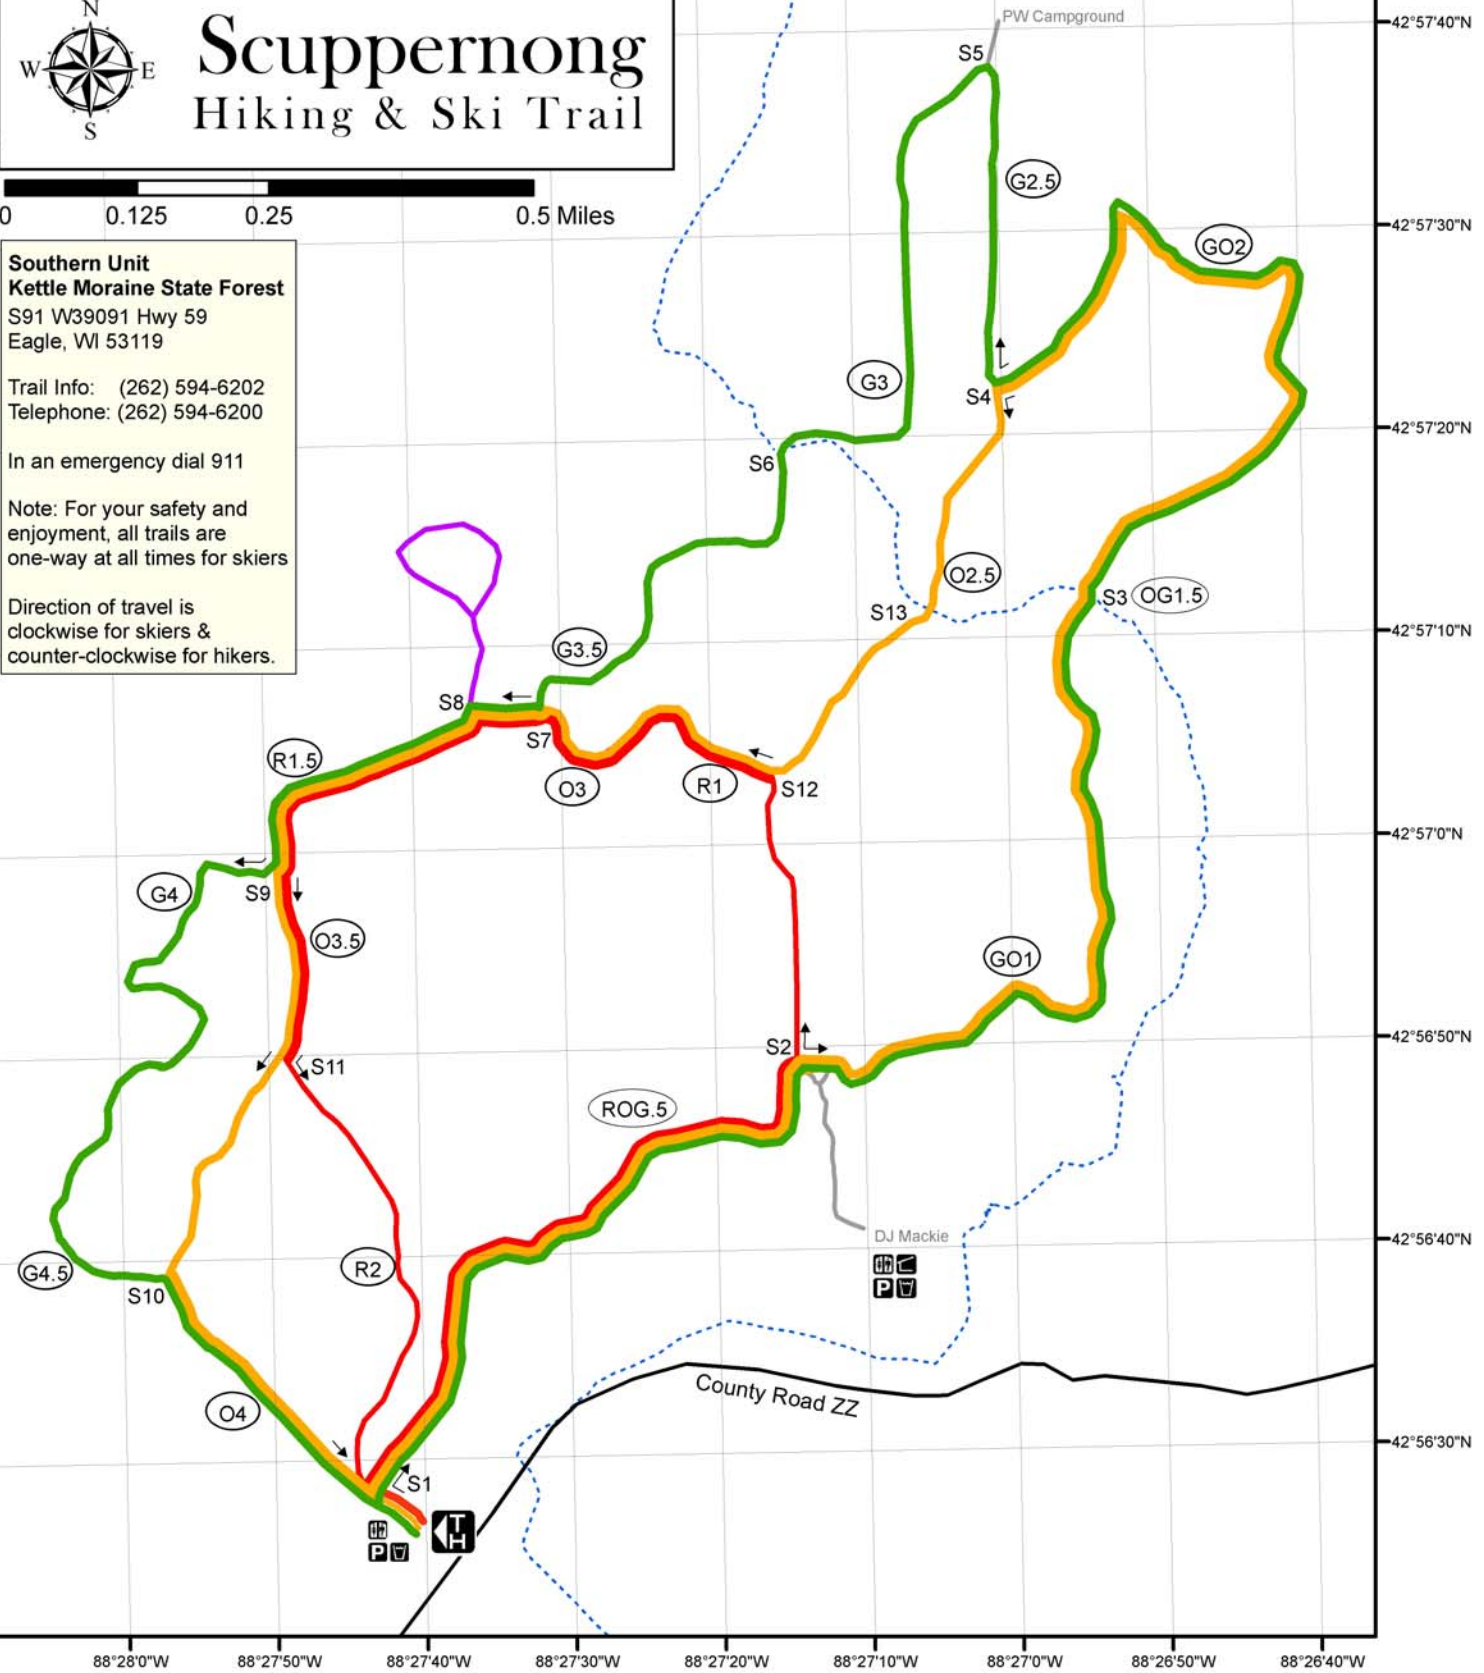 N
W E
S
Scuppernong
Hiking & Ski Trail
0 0.125 0.25 0.5 Miles
Southern Unit
Kettle Moraine State Forest
S91 W39091 Hwy 59
Eagle, WI 53119
Trail Info: (262) 594-6202
Telephone: (262) 594-6200
In an emergency dial 911
Note: For your safety and
enjoyment, all trails are
one-way at all times for skiers
Direction of travel is
clockwise for skiers &
counter-clockwise for hikers.
PW Campground
42°57'40"N
S5
G2.5
42°57'30"N
GO2
G3
S4
42°57'20"N
S6
O2.5
S3
OG1.5
S13
42°57'10"N
G3.5
S8
S7
R1.5
O3
R1
S12
42°57'0"N
G4
S9
O3.5
GO1
42°56'50"N
S2
S11
ROG.5
DJ Mackie
42°56'40"N
P
G4.5
S10
R2
County Road ZZ
O4
42°56'30"N
S1
TH
P
88°28'0"W
88°27'50"W
88°27'40"W
88°27'30"W
88°27'20"W
88°27'10"W
88°27'0"W
88°26'50"W
88°26'40"W